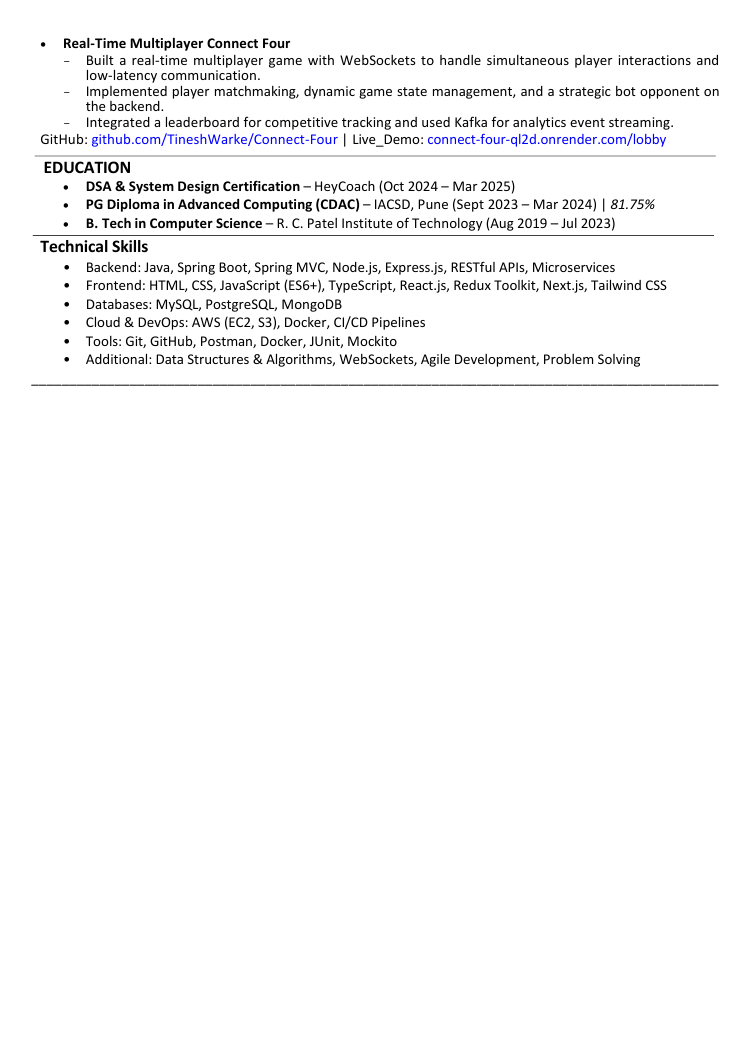 • Real-Time Multiplayer Connect Four
– Built a real-time multiplayer game with WebSockets to handle simultaneous player interactions and
low-latency communication.
– Implemented player matchmaking, dynamic game state management, and a strategic bot opponent on
the backend.
– Integrated a leaderboard for competitive tracking and used Kafka for analytics event streaming.
GitHub: github.com/TineshWarke/Connect-Four | Live_Demo: connect-four-ql2d.onrender.com/lobby
EDUCATION
• DSA & System Design Certification – HeyCoach (Oct 2024 – Mar 2025)
• PG Diploma in Advanced Computing (CDAC) – IACSD, Pune (Sept 2023 – Mar 2024) | 81.75%
• B. Tech in Computer Science – R. C. Patel Institute of Technology (Aug 2019 – Jul 2023)
Technical Skills
• Backend: Java, Spring Boot, Spring MVC, Node.js, Express.js, RESTful APIs, Microservices
• Frontend: HTML, CSS, JavaScript (ES6+), TypeScript, React.js, Redux Toolkit, Next.js, Tailwind CSS
• Databases: MySQL, PostgreSQL, MongoDB
• Cloud & DevOps: AWS (EC2, S3), Docker, CI/CD Pipelines
• Tools: Git, GitHub, Postman, Docker, JUnit, Mockito
• Additional: Data Structures & Algorithms, WebSockets, Agile Development, Problem Solving